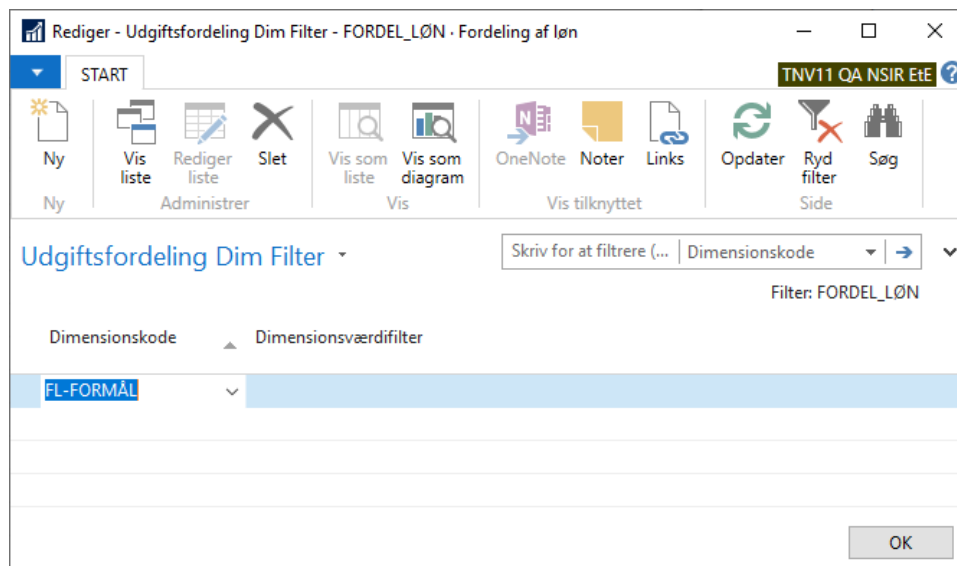 Rediger - Udgiftsfordeling Dim Filter - FORDEL_LØN · Fordeling af løn
START
TNV11 QA NSIR EtE
Ny
Vis liste
Rediger liste
Slet
Vis som liste
Vis som diagram
OneNote
Noter
Links
Opdater
Ryd filter
Søg
Ny
Administrer
Vis
Vis tilknyttet
Side
Udgiftsfordeling Dim Filter
Skriv for at filtrere (... Dimensionskode
Filter: FORDEL_LØN
Dimensionskode Dimensionsværdifilter
FL-FORMÅL
OK